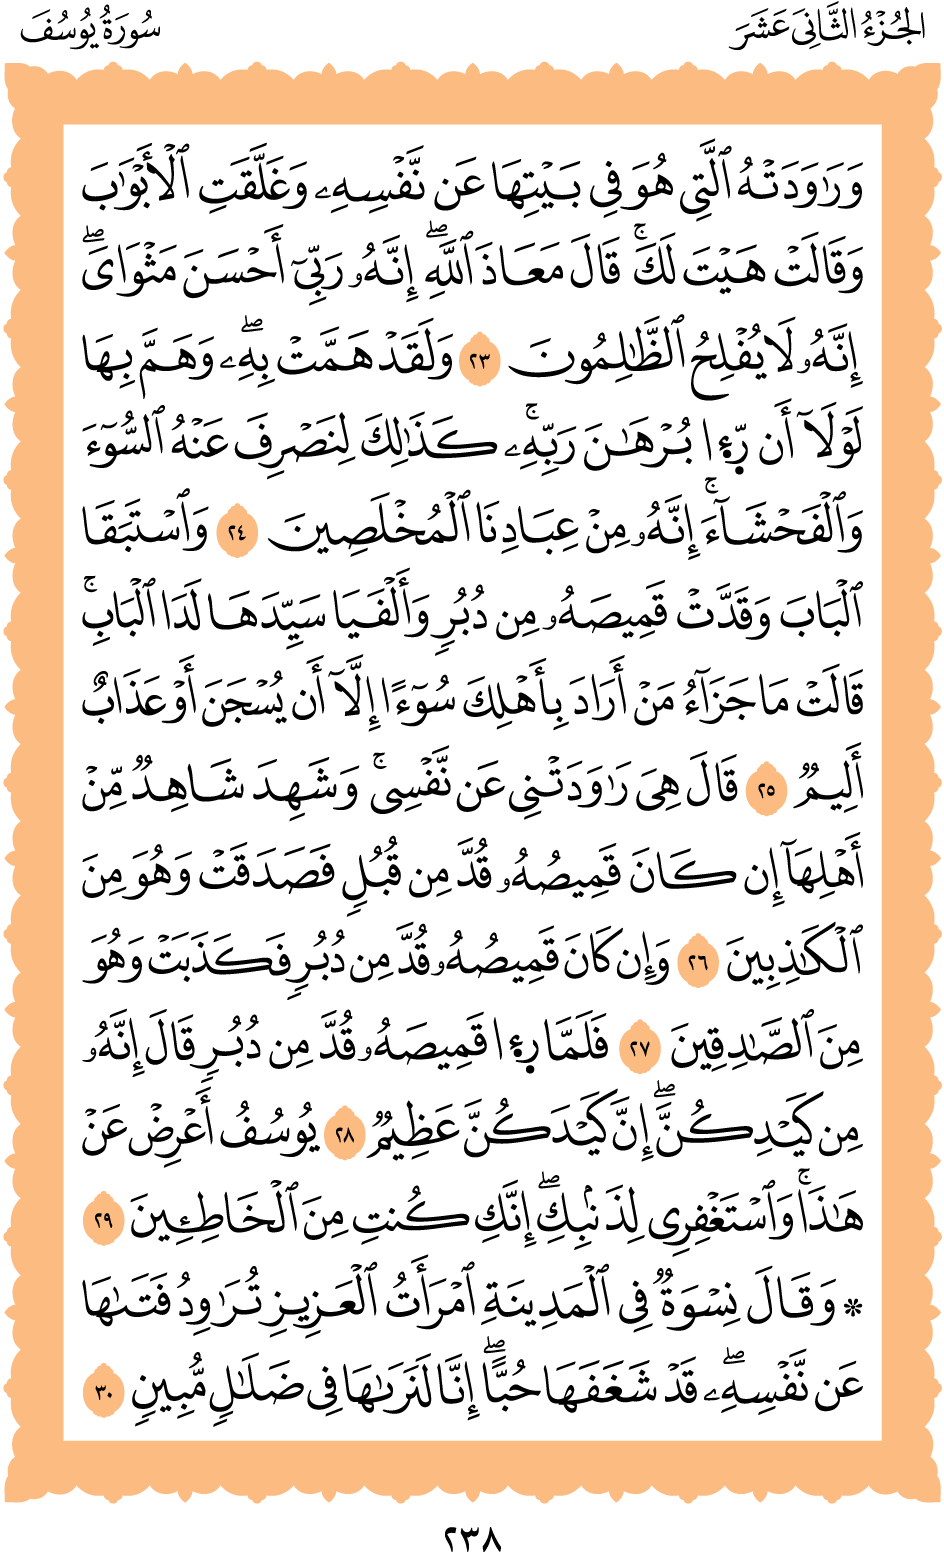 الجُزْءُ الثَّانِيَ عَشَرَ
سُورَةُ يُوسُفَ
وَرَٰوَدَتْهُ ٱلَّتِي هُوَ فِي بَيْتِهَا عَن نَّفْسِهِۦ وَغَلَّقَتِ ٱلْأَبْوَٰبَ
وَقَالَتْ هَيْتَ لَكَۚ قَالَ مَعَاذَ ٱللَّهِۖ إِنَّهُۥ رَبِّيٓ أَحْسَنَ مَثْوَايَۖ
إِنَّهُۥ لَا يُفْلِحُ ٱلظَّٰلِمُونَ ٢٣ وَلَقَدْ هَمَّتْ بِهِۦۖ وَهَمَّ بِهَا
لَوْلَآ أَن رِّءٜا بُرْهَٰنَ رَبِّهِۦۚ كَذَٰلِكَ لِنَصْرِفَ عَنْهُ ٱلسُّوٓءَ
وَٱلْفَحْشَآءَۚ إِنَّهُۥ مِنْ عِبَادِنَا ٱلْمُخْلَصِينَ ٢٤ وَٱسْتَبَقَا
ٱلْبَابَ وَقَدَّتْ قَمِيصَهُۥ مِن دُبُرٖ وَأَلْفَيَا سَيِّدَهَا لَدَا ٱلْبَابِۚ
قَالَتْ مَا جَزَآءُ مَنْ أَرَادَ بِأَهْلِكَ سُوٓءًا إِلَّآ أَن يُسْجَنَ أَوْ عَذَابٌ
أَلِيمٞ ٢٥ قَالَ هِيَ رَٰوَدَتْنِي عَن نَّفْسِيۚ وَشَهِدَ شَاهِدٞ مِّنْ
أَهْلِهَآ إِن كَانَ قَمِيصُهُۥ قُدَّ مِن قُبُلٖ فَصَدَقَتْ وَهُوَ مِنَ
ٱلْكَٰذِبِينَ ٢٦ وَإِن كَانَ قَمِيصُهُۥ قُدَّ مِن دُبُرٖ فَكَذَبَتْ وَهُوَ
مِنَ ٱلصَّٰدِقِينَ ٢٧ فَلَمَّا رِءٜا قَمِيصَهُۥ قُدَّ مِن دُبُرٖ قَالَ إِنَّهُۥ
مِن كَيْدِكُنَّۖ إِنَّ كَيْدَكُنَّ عَظِيمٞ ٢٨ يُوسُفُ أَعْرِضْ عَنْ
هَٰذَاۚ وَٱسْتَغْفِرِي لِذَنۢبِكِۖ إِنَّكِ كُنتِ مِنَ ٱلْخَاطِـِٔينَ ٢٩
* وَقَالَ نِسْوَةٞ فِي ٱلْمَدِينَةِ ٱمْرَأَتُ ٱلْعَزِيزِ تُرَٰوِدُ فَتَىٰهَا
عَن نَّفْسِهِۦۖ قَدْ شَغَفَهَا حُبًّاۖ إِنَّا لَنَرَىٰهَا فِي ضَلَٰلٖ مُّبِينٖ ٣٠
٢٣٨